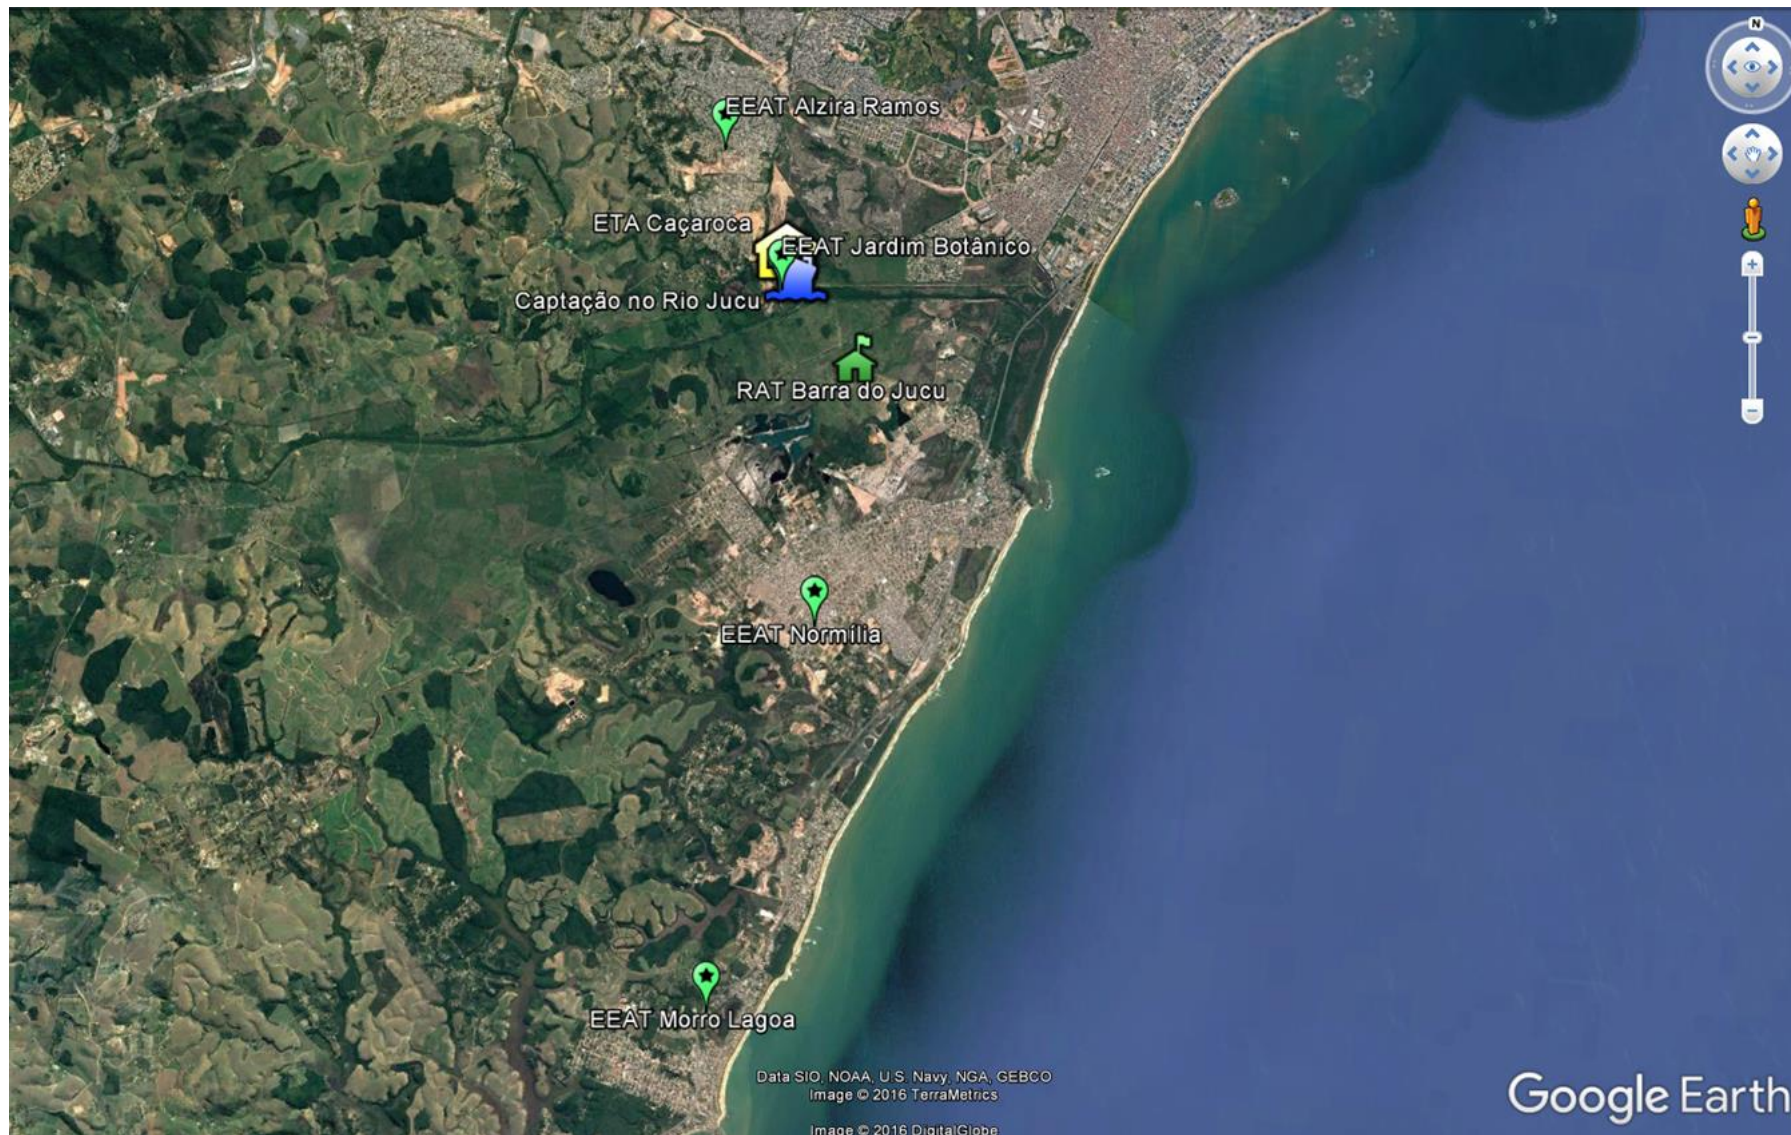 N
EEAT Alzira Ramos
ETA Caçaroca
EEAT Jardim Botânico
Captação no Rio Jucu
RAT Barra do Jucu
EEAT Normília
EEAT Morro Lagoa
Data SIO, NOAA, U.S. Navy, NGA, GEBCO
Image © 2016 TerraMetrics
Image © 2016 DigitalGlobe
Google Earth